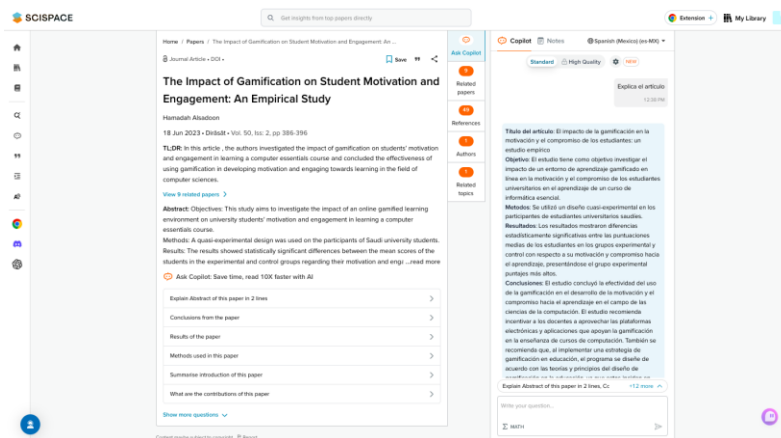 SCISPACE
Get insights from top papers directly
Extension
My Library
Home / Papers / The Impact of Gamification on Student Motivation and Engagement: An ...
Journal Article • DOI •
Save
The Impact of Gamification on Student Motivation and
Engagement: An Empirical Study
Hamadah Alsadoon
18 Jun 2023 • Dirāsāt • Vol. 50, Iss: 2, pp 386-396
TL;DR: In this article , the authors investigated the impact of gamification on students' motivation
and engagement in learning a computer essentials course and concluded the effectiveness of
using gamification in developing motivation and engaging towards learning in the field of
computer sciences.
View 9 related papers
Abstract: Objectives: This study aims to investigate the impact of an online gamified learning
environment on university students' motivation and engagement in learning a computer
essentials course.
Methods: A quasi-experimental design was used on the participants of Saudi university students.
Results: The results showed statistically significant differences between the mean scores of the
students in the experimental and control groups regarding their motivation and engi ...read more
Ask Copilot: Save time, read 10X faster with AI
Explain Abstract of this paper in 2 lines
Conclusions from the paper
Results of the paper
Methods used in this paper
Summarise introduction of this paper
What are the contributions of this paper
Show more questions
Ask Copilot
9
Related
papers
49
References
1
Authors
1
Related
topics
Copilot
Notes
Spanish (Mexico) (es-MX)
Standard
High Quality
NEW
Explica el artículo
12:35 PM
Título del artículo: El impacto de la gamificación en la
motivación y el compromiso de los estudiantes: un
estudio empírico
Objetivo: El estudio tiene como objetivo investigar el
impacto de un entorno de aprendizaje gamificado en
línea en la motivación y el compromiso de los estudiantes
universitarios en el aprendizaje de un curso de
informática esencial.
Metodos: Se utilizó un diseño cuasi-experimental en los
participantes de estudiantes universitarios saudíes.
Resultados: Los resultados mostraron diferencias
estadísticamente significativas entre las puntuaciones
medias de los estudiantes en los grupos experimental y
control con respecto a su motivación y compromiso hacia
el aprendizaje, presentándose el grupo experimental
puntajes más altos.
Conclusiones: El estudio concluyó la efectividad del uso
de la gamificación en el desarrollo de la motivación y el
compromiso hacia el aprendizaje en el campo de las
ciencias de la computación. El estudio recomienda
incentivar a los docentes a aprovechar las plataformas
electrónicas y aplicaciones que apoyan la gamificación
en la enseñanza de cursos de computación. También se
recomienda que, al implementar una estrategia de
gamificación en educación, el programa se diseñe de
acuerdo con las teorías y principios del diseño de
Explain Abstract of this paper in 2 lines, Cc
+12 more
Write your question...
MATH